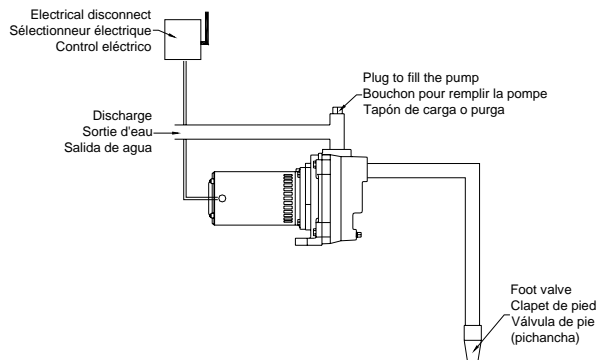 Electrical disconnect
Sélectionneur électrique
Control eléctrico
Plug to fill the pump
Bouchon pour remplir la pompe
Tapón de carga o purga
Discharge
Sortie d'eau
Salida de agua
Foot valve
Clapet de pied
Válvula de pie
(pichancha)